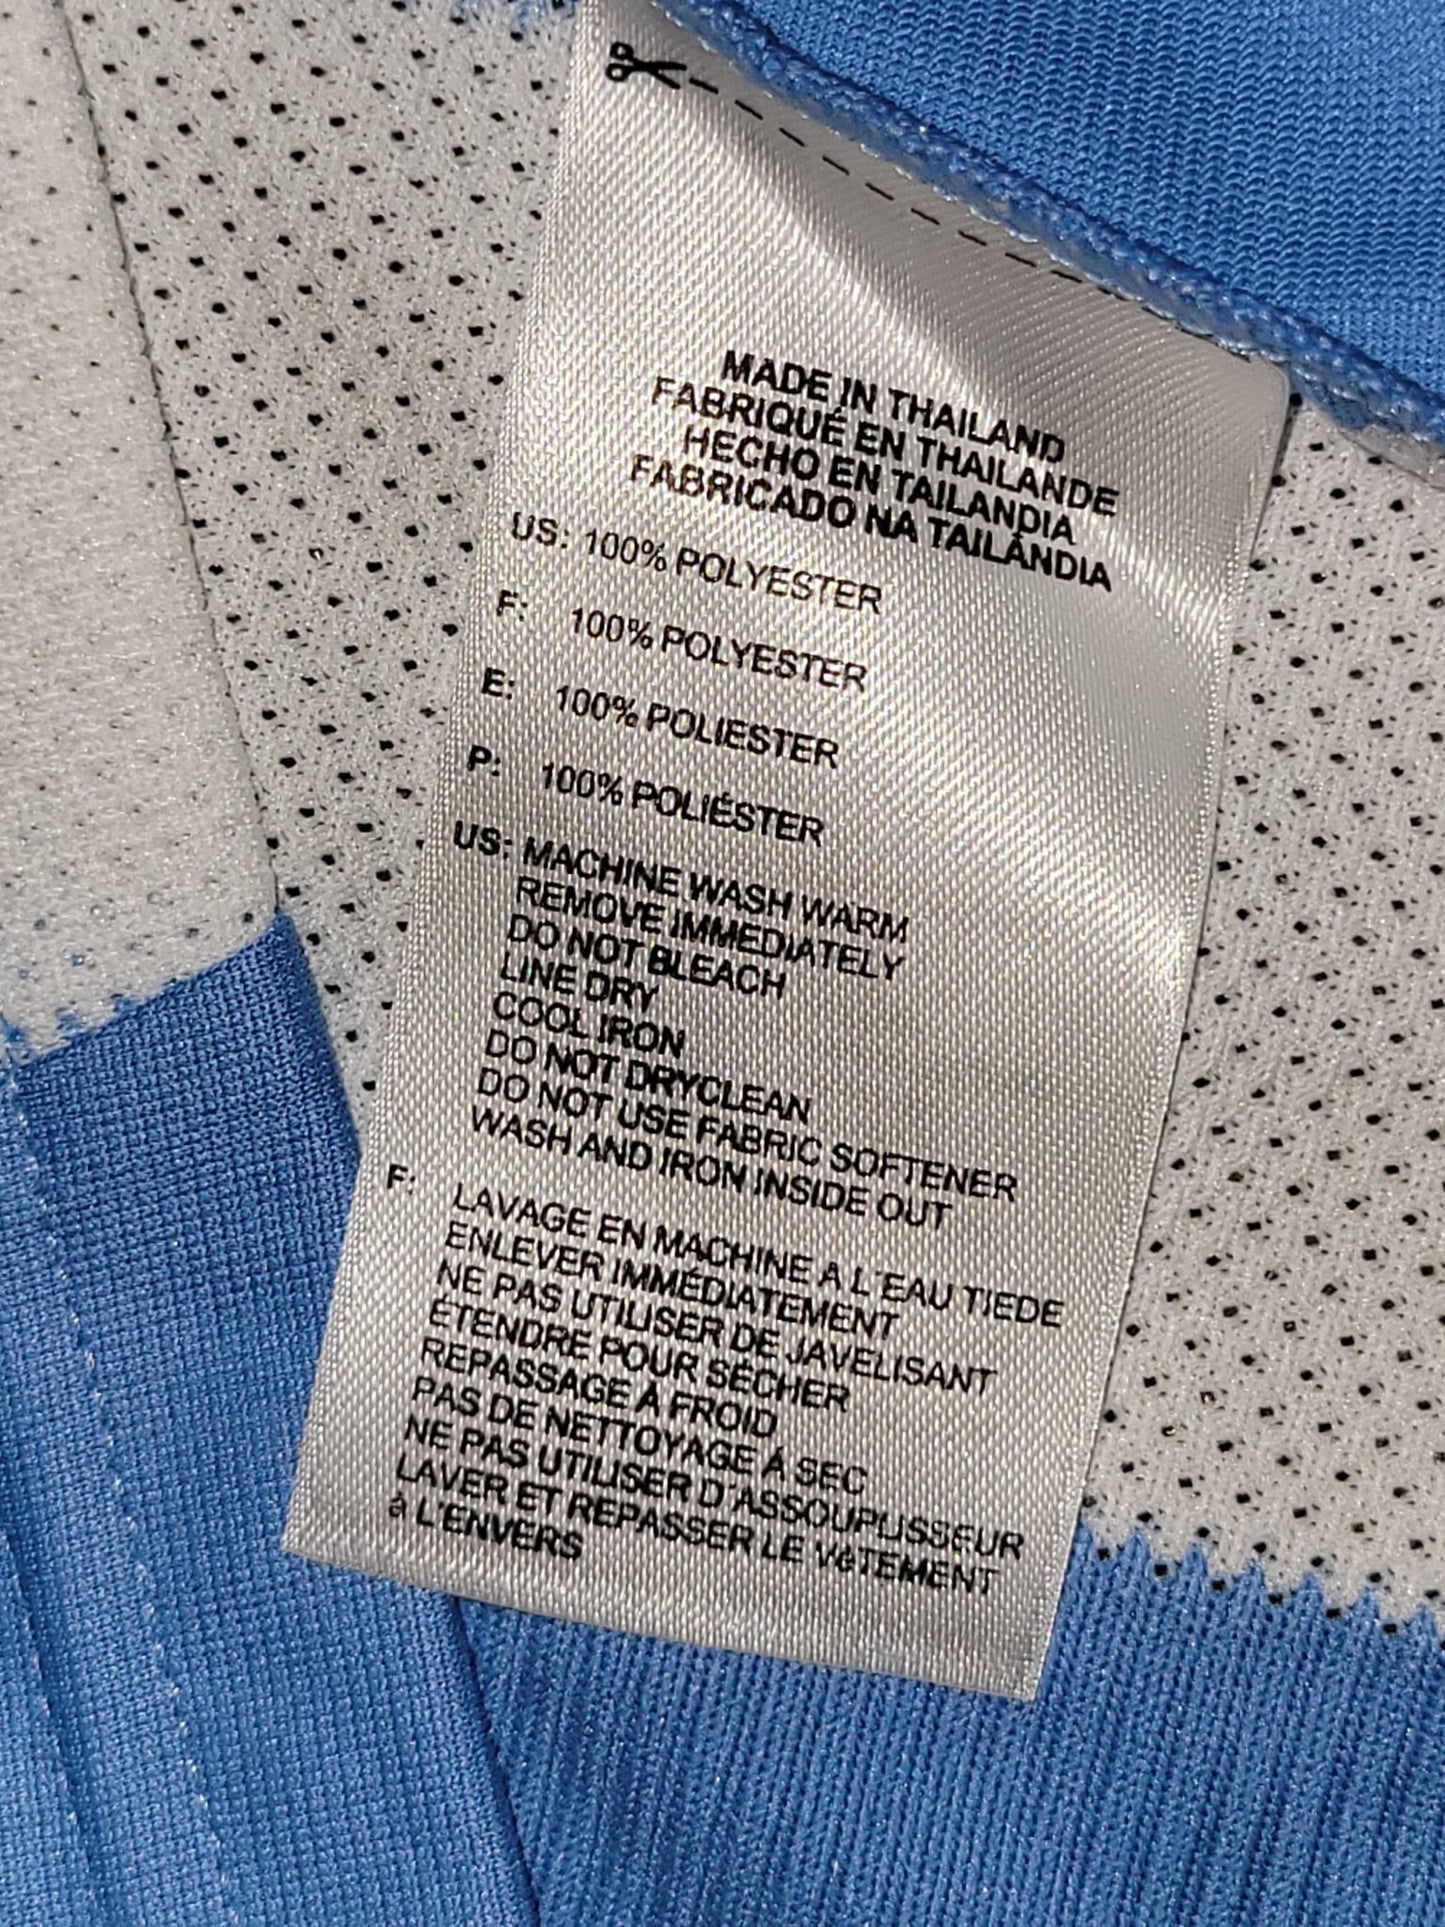 MADE IN THAILAND
FABRIQUÉ EN THAILANDE
HECHO EN TAILANDIA
FABRICADO NA TAILÂNDIA
US: 100% POLYESTER
F: 100% POLYESTER
E: 100% POLIESTER
P: 100% POLIÉSTER
US: MACHINE WASH WARM
REMOVE IMMEDIATELY
DO NOT BLEACH
LINE DRY
COOL IRON
DO NOT DRYCLEAN
DO NOT USE FABRIC SOFTENER
WASH AND IRON INSIDE OUT
F: LAVAGE EN MACHINE A L´EAU TIEDE
ENLEVER IMMÉDIATEMENT
NE PAS UTILISER DE JAVELISANT
ÉTENDRE POUR SÉCHER
REPASSAGE À FROID
PAS DE NETTOYAGE À SEC
NE PAS UTILISER D´ASSOUPLISSEUR
LAVER ET REPASSER LE VêTEMENT
à L'ENVERS